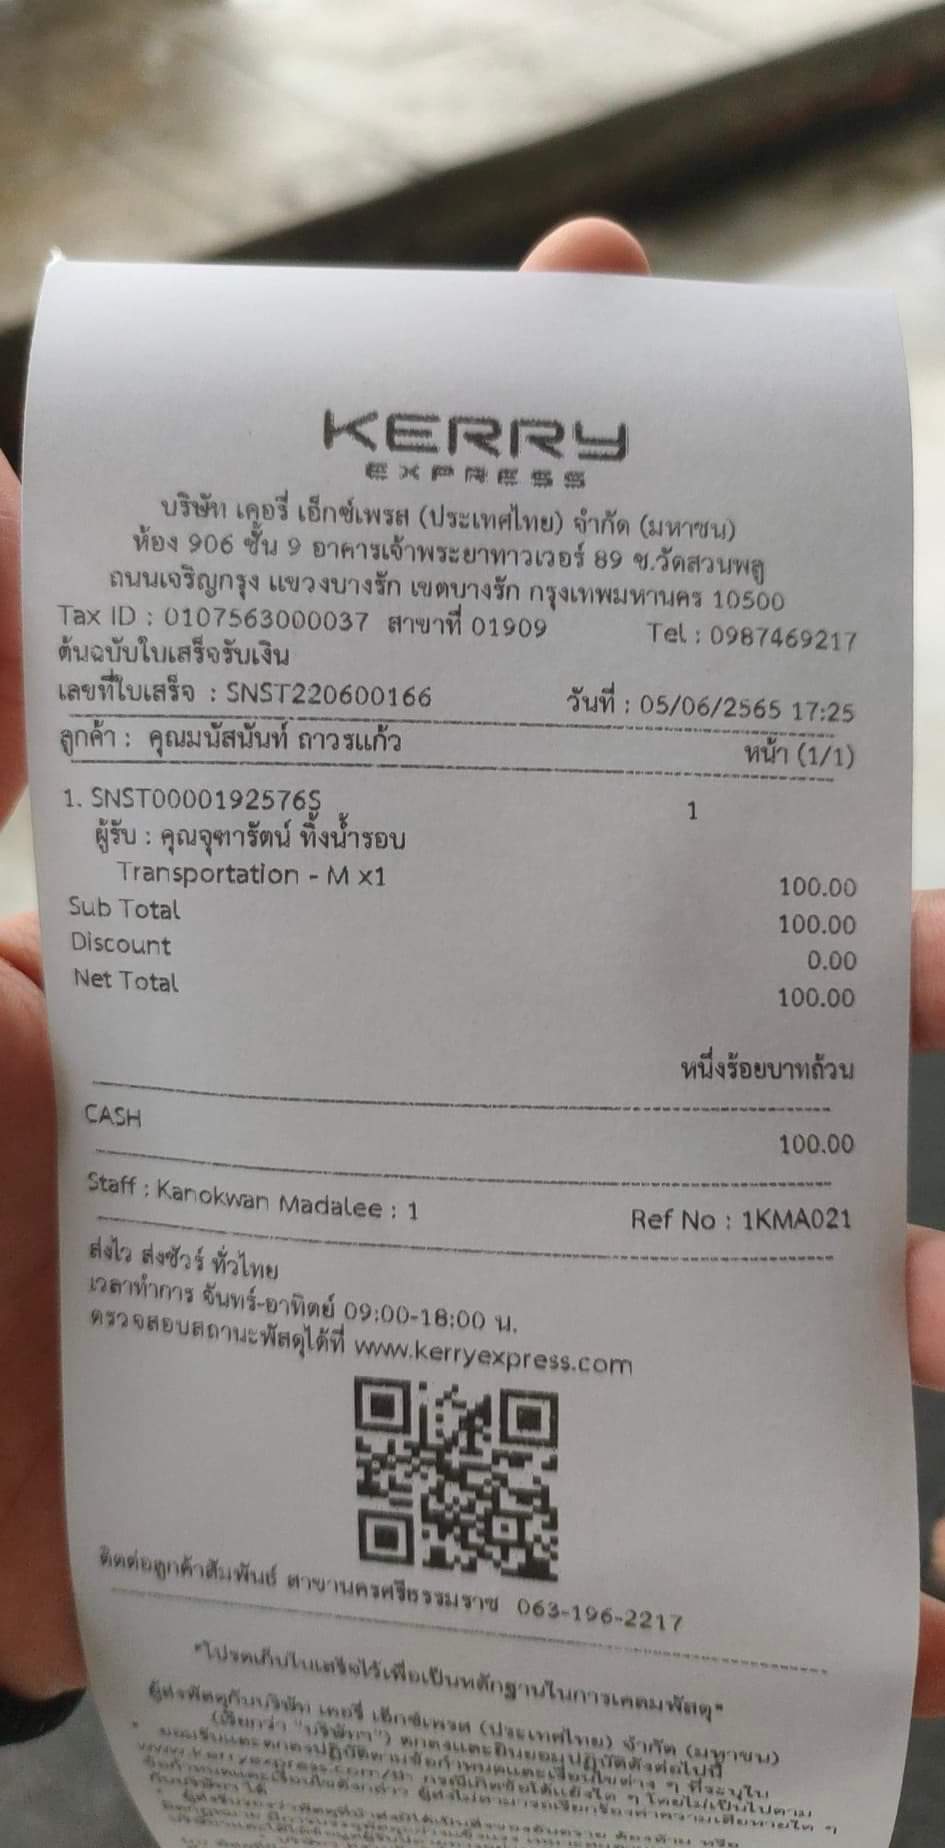 KERRY
EXPRESS
บริษัท เคอรี่ เอ็กซ์เพรส (ประเทศไทย) จำกัด (มหาชน)
ห้อง 906 ชั้น 9 อาคารเจ้าพระยาทาวเวอร์ 89 ซ.วัดสวนพลู
ถนนเจริญกรุง แขวงบางรัก เขตบางรัก กรุงเทพมหานคร 10500
Tax ID : 0107563000037 สาขาที่ 01909 Tel : 0987469217
ต้นฉบับใบเสร็จรับเงิน
เลขที่ใบเสร็จ : SNST220600166 วันที่ : 05/06/2565 17:25
ลูกค้า : คุณมนัสนันท์ ถาวรแก้ว หน้า (1/1)
1. SNST0000192576S 1
ผู้รับ : คุณจุฑารัตน์ ทิ้งน้ำรอบ
Transportation - M x1 100.00
Sub Total 100.00
Discount 0.00
Net Total 100.00
หนึ่งร้อยบาทถ้วน
CASH 100.00
Staff : Kanokwan Madalee : 1 Ref No : 1KMA021
ส่งไว ส่งชัวร์ ทั่วไทย
เวลาทำการ จันทร์-อาทิตย์ 09:00-18:00 น.
ตรวจสอบสถานะพัสดุได้ที่ www.kerryexpress.com
ติดต่อลูกค้าสัมพันธ์ สาขานครศรีธรรมราช 063-196-2217
*โปรดเก็บใบเสร็จไว้เพื่อเป็นหลักฐานในการเคลมพัสดุ*
ผู้ส่งพัสดุกับบริษัท เคอรี่ เอ็กซ์เพรส (ประเทศไทย) จำกัด (มหาชน)
(เรียกว่า "บริษัทฯ") ตกลงและยินยอมปฏิบัติดังต่อไปนี้
* ยอมรับและตกลงปฏิบัติตามข้อกำหนดและเงื่อนไขต่าง ๆ ที่ระบุใน